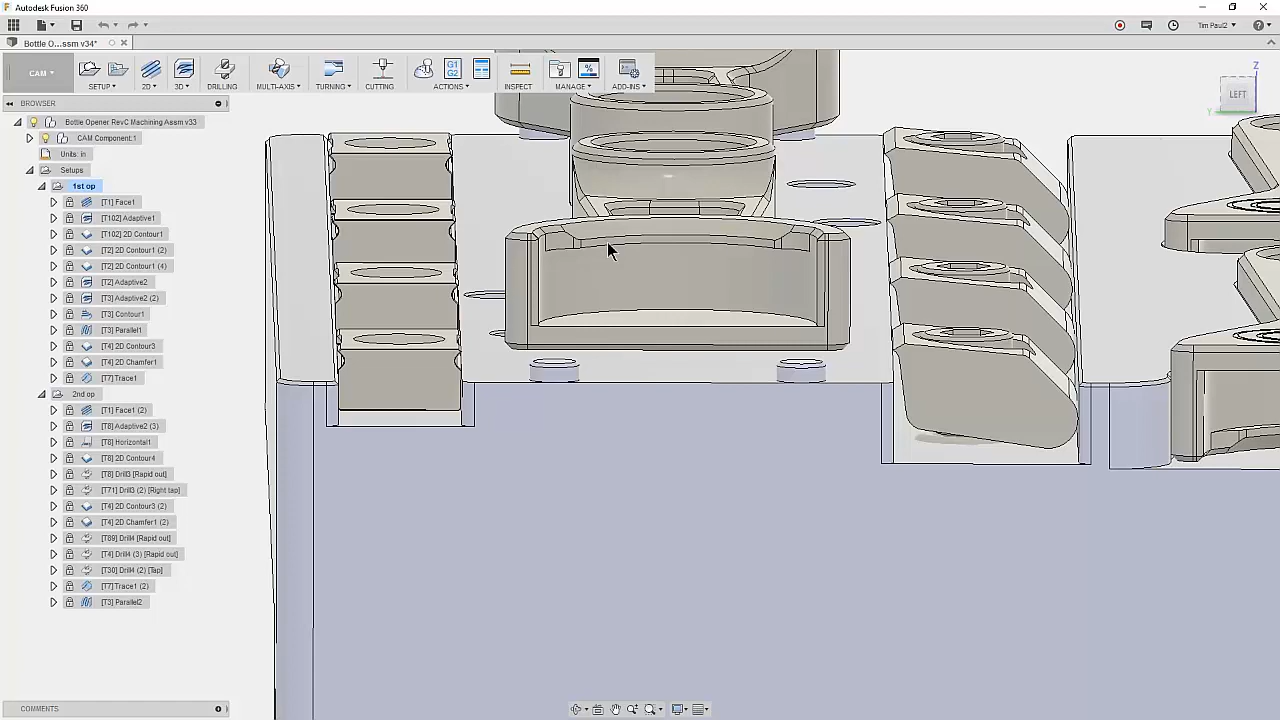 Autodesk Fusion 360
Tim Paul2
Bottle O...ssm v34*
CAM
SETUP
2D
3D
DRILLING
MULTI-AXIS
TURNING
CUTTING
G1
G2
ACTIONS
INSPECT
MANAGE
ADD-INS
Z
LEFT
Y
BROWSER
Bottle Opener RevC Machining Assm v33
CAM Component:1
Units: in
Setups
1st op
[T1] Face1
[T102] Adaptive1
[T102] 2D Contour1
[T2] 2D Contour1 (2)
[T2] 2D Contour1 (4)
[T2] Adaptive2
[T3] Adaptive2 (2)
[T3] Contour1
[T3] Parallel1
[T4] 2D Contour3
[T4] 2D Chamfer1
[T7] Trace1
2nd op
[T1] Face1 (2)
[T8] Adaptive2 (3)
[T8] Horizontal1
[T8] 2D Contour4
[T8] Drill3 [Rapid out]
[T71] Drill3 (2) [Right tap]
[T4] 2D Contour3 (2)
[T4] 2D Chamfer1 (2)
[T89] Drill4 [Rapid out]
[T4] Drill4 (3) [Rapid out]
[T30] Drill4 (2) [Tap]
[T7] Trace1 (2)
[T3] Parallel2
COMMENTS